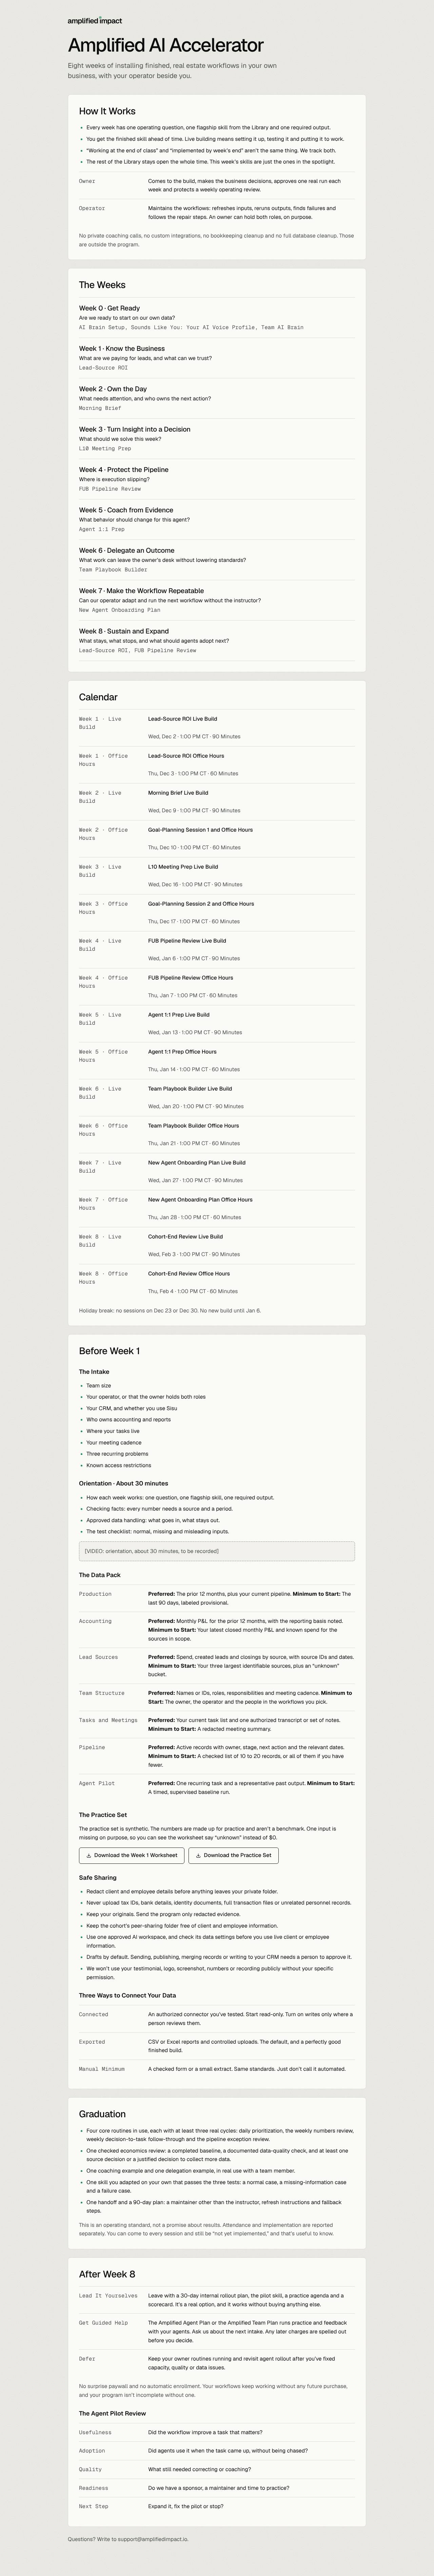 amplified impact
Amplified AI Accelerator
Eight weeks of installing finished, real estate workflows in your own
business, with your operator beside you.
How It Works
Every week has one operating question, one flagship skill from the Library and one required output.
You get the finished skill ahead of time. Live building means setting it up, testing it and putting it to work.
"Working at the end of class" and "implemented by week's end" aren't the same thing. We track both.
The rest of the Library stays open the whole time. This week's skills are just the ones in the spotlight.
Owner
Comes to the build, makes the business decisions, approves one real run each
week and protects a weekly operating review.
Operator
Maintains the workflows: refreshes inputs, reruns outputs, finds failures and
follows the repair steps. An owner can hold both roles, on purpose.
No private coaching calls, no custom integrations, no bookkeeping cleanup and no full database cleanup. Those
are outside the program.
The Weeks
Week 0 · Get Ready
Are we ready to start on our own data?
AI Brain Setup, Sounds Like You: Your AI Voice Profile, Team AI Brain
Week 1 · Know the Business
What are we paying for leads, and what can we trust?
Lead-Source ROI
Week 2 · Own the Day
What needs attention, and who owns the next action?
Morning Brief
Week 3 · Turn Insight into a Decision
What should we solve this week?
L10 Meeting Prep
Week 4 · Protect the Pipeline
Where is execution slipping?
FUB Pipeline Review
Week 5 · Coach from Evidence
What behavior should change for this agent?
Agent 1:1 Prep
Week 6 · Delegate an Outcome
What work can leave the owner's desk without lowering standards?
Team Playbook Builder
Week 7 · Make the Workflow Repeatable
Can our operator adapt and run the next workflow without the instructor?
New Agent Onboarding Plan
Week 8 · Sustain and Expand
What stays, what stops, and what should agents adopt next?
Lead-Source ROI, FUB Pipeline Review
Calendar
Week 1 · Live
Build
Lead-Source ROI Live Build
Wed, Dec 2 · 1:00 PM CT · 90 Minutes
Week 1 · Office
Hours
Lead-Source ROI Office Hours
Thu, Dec 3 · 1:00 PM CT · 60 Minutes
Week 2 · Live
Build
Morning Brief Live Build
Wed, Dec 9 · 1:00 PM CT · 90 Minutes
Week 2 · Office
Hours
Goal-Planning Session 1 and Office Hours
Thu, Dec 10 · 1:00 PM CT · 60 Minutes
Week 3 · Live
Build
L10 Meeting Prep Live Build
Wed, Dec 16 · 1:00 PM CT · 90 Minutes
Week 3 · Office
Hours
Goal-Planning Session 2 and Office Hours
Thu, Dec 17 · 1:00 PM CT · 60 Minutes
Week 4 · Live
Build
FUB Pipeline Review Live Build
Wed, Jan 6 · 1:00 PM CT · 90 Minutes
Week 4 · Office
Hours
FUB Pipeline Review Office Hours
Thu, Jan 7 · 1:00 PM CT · 60 Minutes
Week 5 · Live
Build
Agent 1:1 Prep Live Build
Wed, Jan 13 · 1:00 PM CT · 90 Minutes
Week 5 · Office
Hours
Agent 1:1 Prep Office Hours
Thu, Jan 14 · 1:00 PM CT · 60 Minutes
Week 6 · Live
Build
Team Playbook Builder Live Build
Wed, Jan 20 · 1:00 PM CT · 90 Minutes
Week 6 · Office
Hours
Team Playbook Builder Office Hours
Thu, Jan 21 · 1:00 PM CT · 60 Minutes
Week 7 · Live
Build
New Agent Onboarding Plan Live Build
Wed, Jan 27 · 1:00 PM CT · 90 Minutes
Week 7 · Office
Hours
New Agent Onboarding Plan Office Hours
Thu, Jan 28 · 1:00 PM CT · 60 Minutes
Week 8 · Live
Build
Cohort-End Review Live Build
Wed, Feb 3 · 1:00 PM CT · 90 Minutes
Week 8 · Office
Hours
Cohort-End Review Office Hours
Thu, Feb 4 · 1:00 PM CT · 60 Minutes
Holiday break: no sessions on Dec 23 or Dec 30. No new build until Jan 6.
Before Week 1
The Intake
Team size
Your operator, or that the owner holds both roles
Your CRM, and whether you use Sisu
Who owns accounting and reports
Where your tasks live
Your meeting cadence
Three recurring problems
Known access restrictions
Orientation · About 30 minutes
How each week works: one question, one flagship skill, one required output.
Checking facts: every number needs a source and a period.
Approved data handling: what goes in, what stays out.
The test checklist: normal, missing and misleading inputs.
[VIDEO: orientation, about 30 minutes, to be recorded]
The Data Pack
Production
Preferred: The prior 12 months, plus your current pipeline. Minimum to Start: The
last 90 days, labeled provisional.
Accounting
Preferred: Monthly P&L for the prior 12 months, with the reporting basis noted.
Minimum to Start: Your latest closed monthly P&L and known spend for the
sources in scope.
Lead Sources
Preferred: Spend, created leads and closings by source, with source IDs and dates.
Minimum to Start: Your three largest identifiable sources, plus an "unknown"
bucket.
Team Structure
Preferred: Names or IDs, roles, responsibilities and meeting cadence. Minimum to
Start: The owner, the operator and the people in the workflows you pick.
Tasks and Meetings
Preferred: Your current task list and one authorized transcript or set of notes.
Minimum to Start: A redacted meeting summary.
Pipeline
Preferred: Active records with owner, stage, next action and the relevant dates.
Minimum to Start: A checked list of 10 to 20 records, or all of them if you have
fewer.
Agent Pilot
Preferred: One recurring task and a representative past output. Minimum to Start:
A timed, supervised baseline run.
The Practice Set
The practice set is synthetic. The numbers are made up for practice and aren't a benchmark. One input is
missing on purpose, so you can see the worksheet say "unknown" instead of $0.
Download the Week 1 Worksheet
Download the Practice Set
Safe Sharing
Redact client and employee details before anything leaves your private folder.
Never upload tax IDs, bank details, identity documents, full transaction files or unrelated personnel records.
Keep your originals. Send the program only redacted evidence.
Keep the cohort's peer-sharing folder free of client and employee information.
Use one approved AI workspace, and check its data settings before you use live client or employee
information.
Drafts by default. Sending, publishing, merging records or writing to your CRM needs a person to approve it.
We won't use your testimonial, logo, screenshot, numbers or recording publicly without your specific
permission.
Three Ways to Connect Your Data
Connected
An authorized connector you've tested. Start read-only. Turn on writes only where a
person reviews them.
Exported
CSV or Excel reports and controlled uploads. The default, and a perfectly good
finished build.
Manual Minimum
A checked form or a small extract. Same standards. Just don't call it automated.
Graduation
Four core routines in use, each with at least three real cycles: daily prioritization, the weekly numbers review,
weekly decision-to-task follow-through and the pipeline exception review.
One checked economics review: a completed baseline, a documented data-quality check, and at least one
source decision or a justified decision to collect more data.
One coaching example and one delegation example, in real use with a team member.
One skill you adapted on your own that passes the three tests: a normal case, a missing-information case
and a failure case.
One handoff and a 90-day plan: a maintainer other than the instructor, refresh instructions and fallback
steps.
This is an operating standard, not a promise about results. Attendance and implementation are reported
separately. You can come to every session and still be "not yet implemented," and that's useful to know.
After Week 8
Lead It Yourselves
Leave with a 30-day internal rollout plan, the pilot skill, a practice agenda and a
scorecard. It's a real option, and it works without buying anything else.
Get Guided Help
The Amplified Agent Plan or the Amplified Team Plan runs practice and feedback
with your agents. Ask us about the next intake. Any later charges are spelled out
before you decide.
Defer
Keep your owner routines running and revisit agent rollout after you've fixed
capacity, quality or data issues.
No surprise paywall and no automatic enrollment. Your workflows keep working without any future purchase,
and your program isn't incomplete without one.
The Agent Pilot Review
Usefulness
Did the workflow improve a task that matters?
Adoption
Did agents use it when the task came up, without being chased?
Quality
What still needed correcting or coaching?
Readiness
Do we have a sponsor, a maintainer and time to practice?
Next Step
Expand it, fix the pilot or stop?
Questions? Write to support@amplifiedimpact.io.